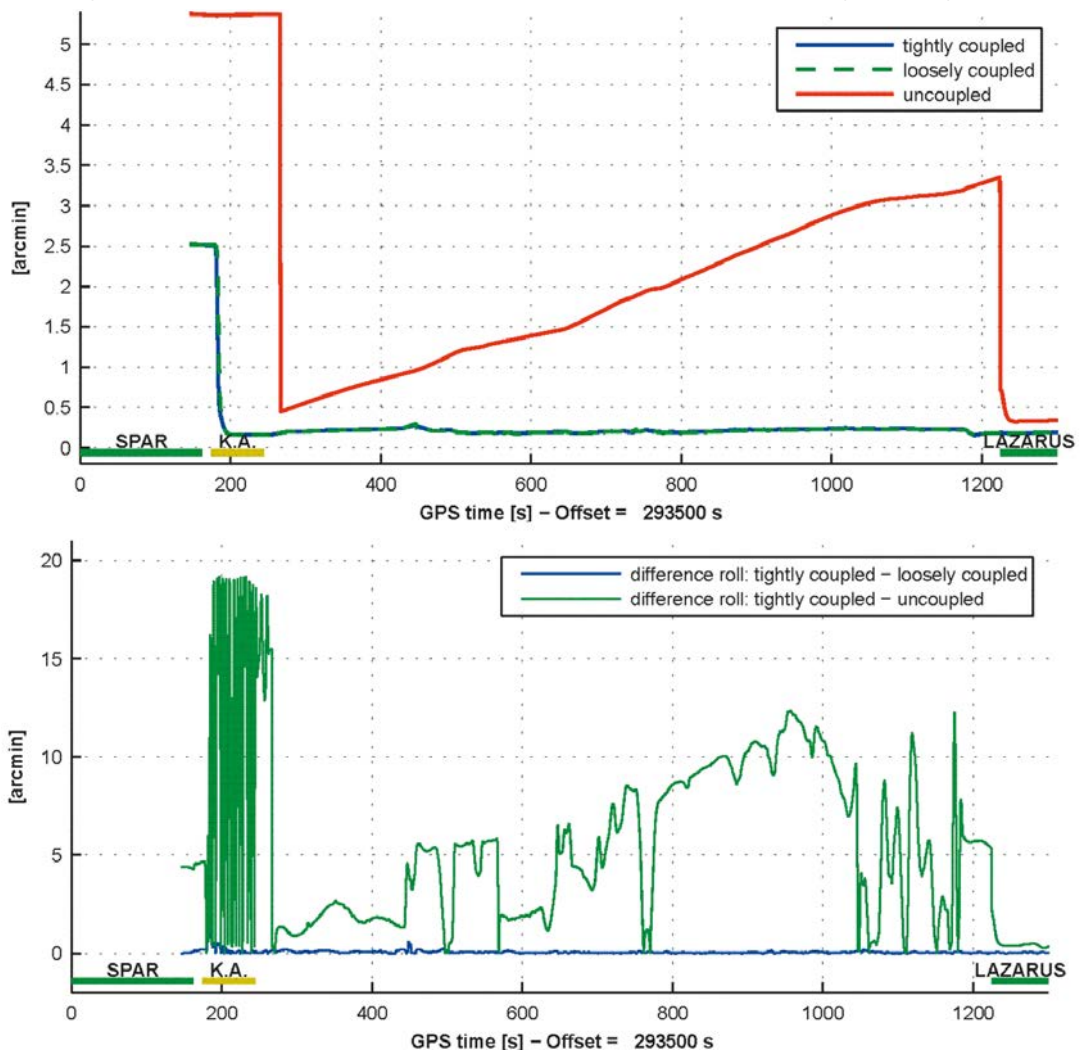 5
4.5
4
3.5
3
2.5
2
1.5
1
0.5
0
[arcmin]
tightly coupled
loosely coupled
uncoupled
SPAR K.A. LAZARUS
0 200 400 600 800 1000 1200
GPS time [s] − Offset = 293500 s
20
15
10
5
0
[arcmin]
difference roll: tightly coupled − loosely coupled
difference roll: tightly coupled − uncoupled
SPAR K.A. LAZARUS
0 200 400 600 800 1000 1200
GPS time [s] − Offset = 293500 s